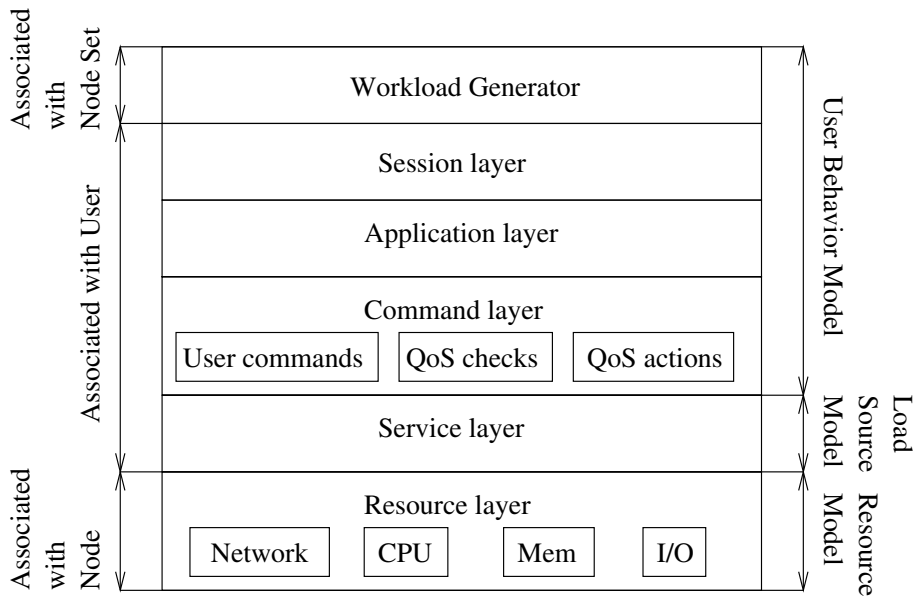 Associated
with
Node Set
Associated with User
Associated
with
Node
Workload Generator
Session layer
Application layer
Command layer
User commands
QoS checks
QoS actions
Service layer
Resource layer
Network
CPU
Mem
I/O
User Behavior Model
Load
Source
Model
Resource
Model